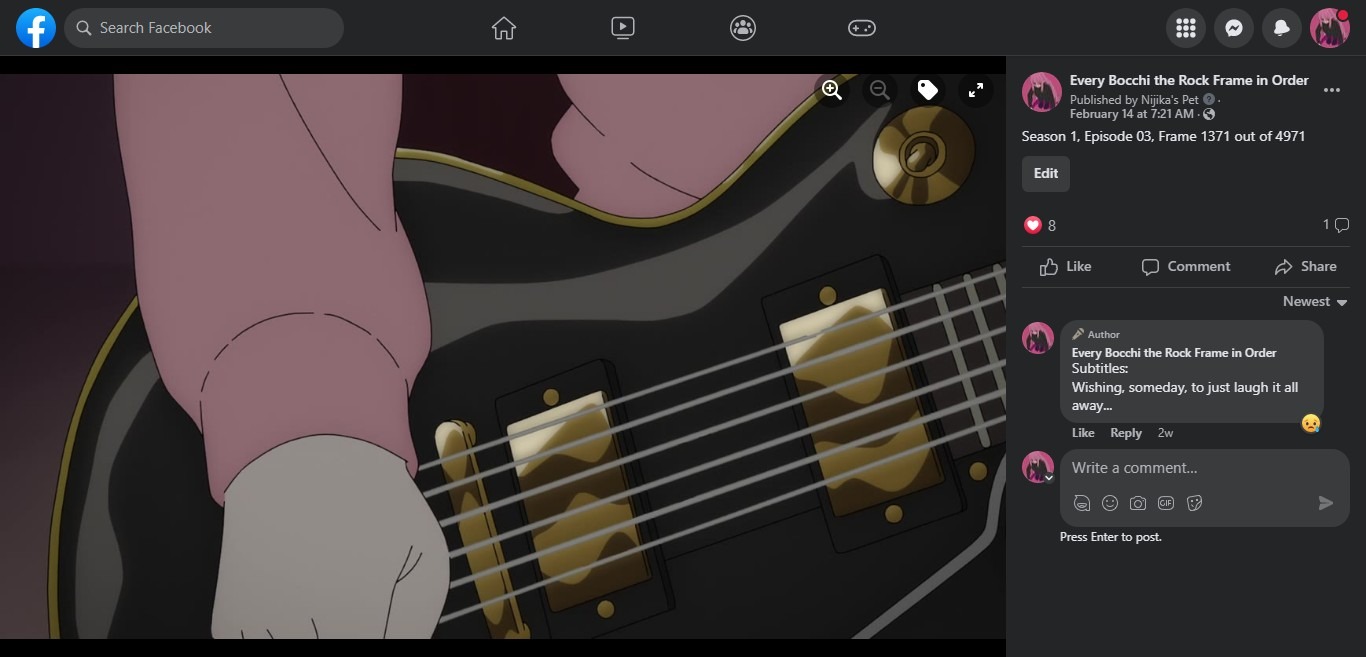 Search Facebook
Every Bocchi the Rock Frame in Order
Published by Nijika's Pet ·
February 14 at 7:21 AM ·
Season 1, Episode 03, Frame 1371 out of 4971
Edit
8
1
Like
Comment
Share
Newest
Author
Every Bocchi the Rock Frame in Order
Subtitles:
Wishing, someday, to just laugh it all
away...
Like Reply 2w
Write a comment...
GIF
Press Enter to post.